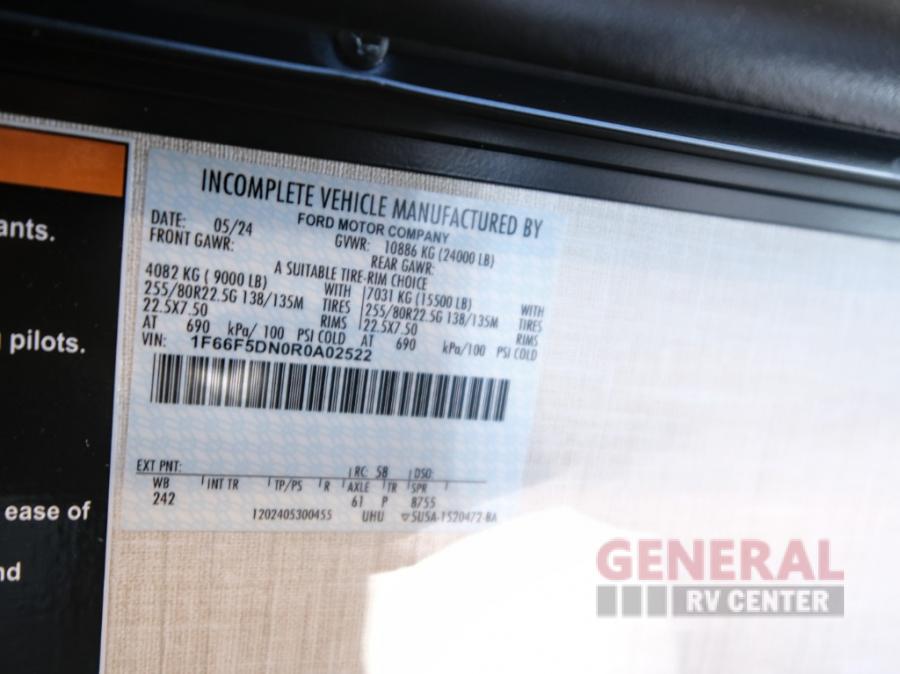 ants.
pilots.
ease of
nd
INCOMPLETE VEHICLE MANUFACTURED BY
FORD MOTOR COMPANY
DATE: 05/24
GVWR: 10886 KG (24000 LB)
FRONT GAWR:
REAR GAWR:
A SUITABLE TIRE-RIM CHOICE
4082 KG ( 9000 LB) WITH 7031 KG (15500 LB) WITH
255/80R22.5G 138/135M TIRES 255/80R22.5G 138/135M TIRES
22.5X7.50 RIMS 22.5X7.50 RIMS
AT 690 kPa/ 100 PSI COLD AT 690 kPa/100 PSI COLD
VIN: 1F66F5DN0R0A02522
EXT PNT: RC: 58 DSO:
WB INT TR TP/PS R AXLE TR SPR
242 61 P 8755
1202405300455 UHU 5U5A-1520472-BA
GENERAL
RV CENTER